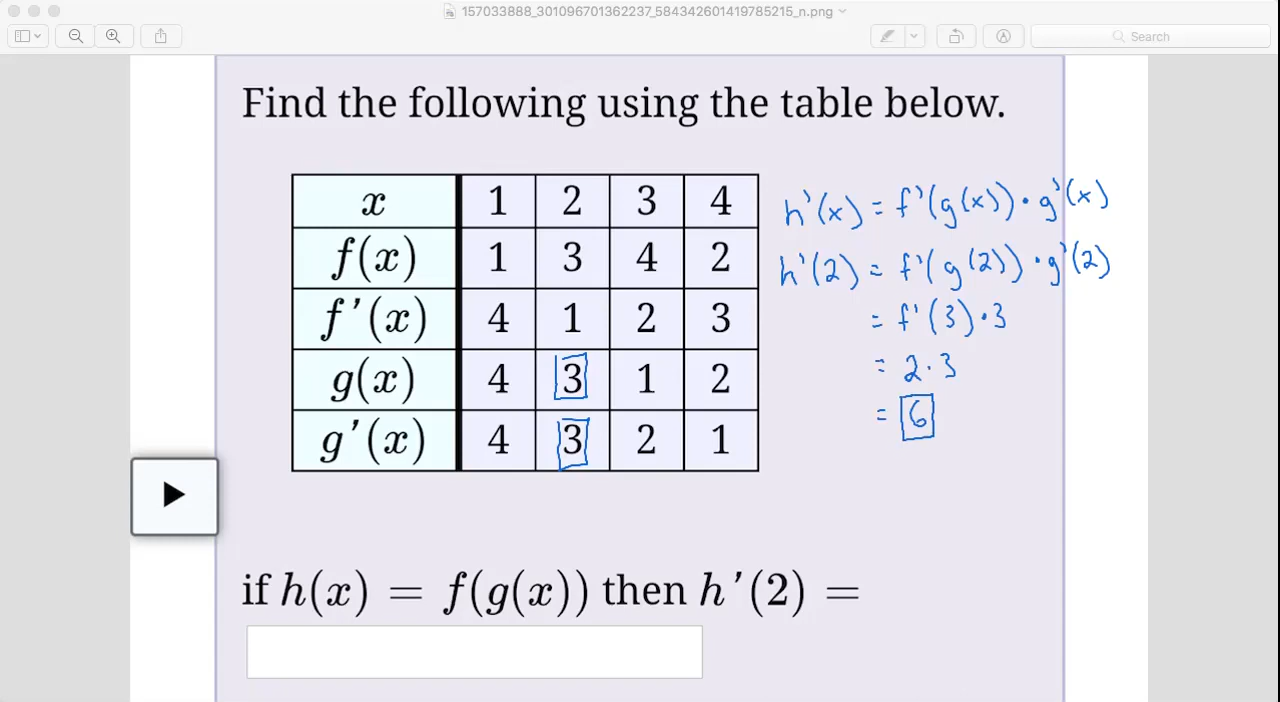 157033888_301096701362237_584342601419785215_n.png
Search
Find the following using the table below.
x 1 2 3 4
f(x) 1 3 4 2
f'(x) 4 1 2 3
g(x) 4 3 1 2
g'(x) 4 3 2 1
h'(x) = f'(g(x)) · g'(x)
h'(2) = f'(g(2)) · g'(2)
= f'(3) · 3
= 2 · 3
= 6
if h(x) = f(g(x)) then h'(2) =